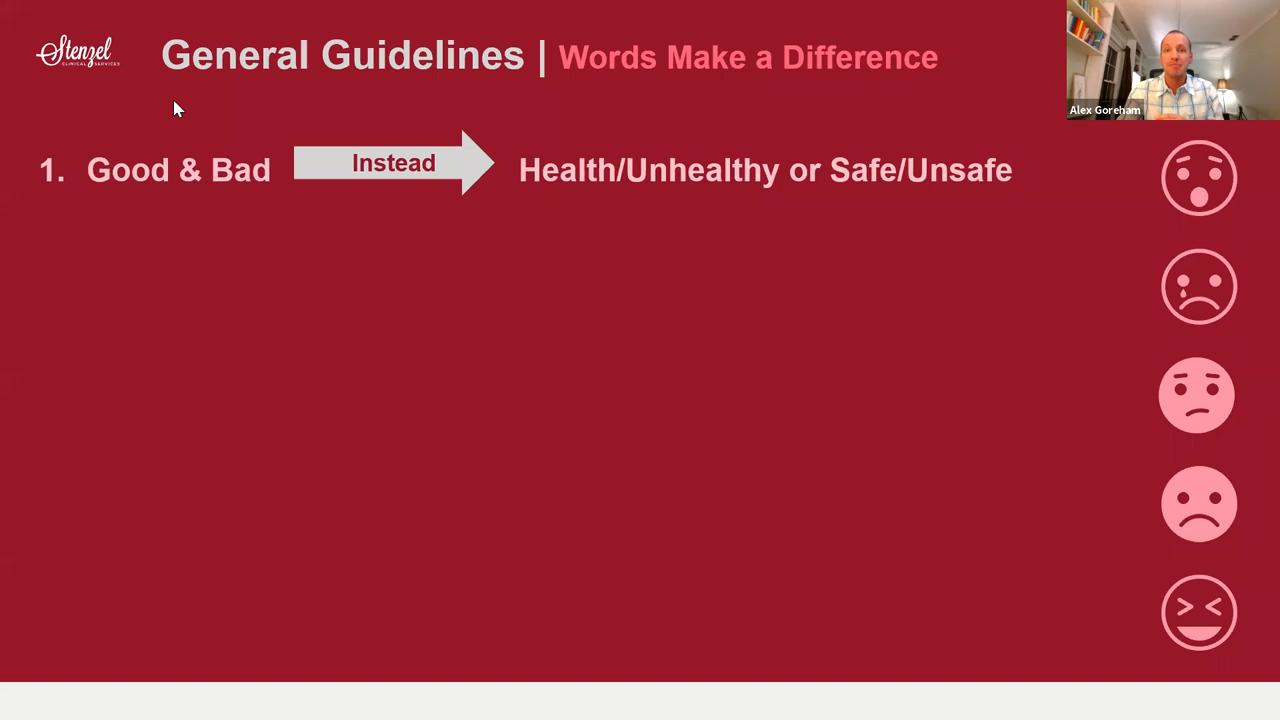 Stenzel
CLINICAL SERVICES
General Guidelines | Words Make a Difference
Alex Goreham
1. Good & Bad Instead Health/Unhealthy or Safe/Unsafe